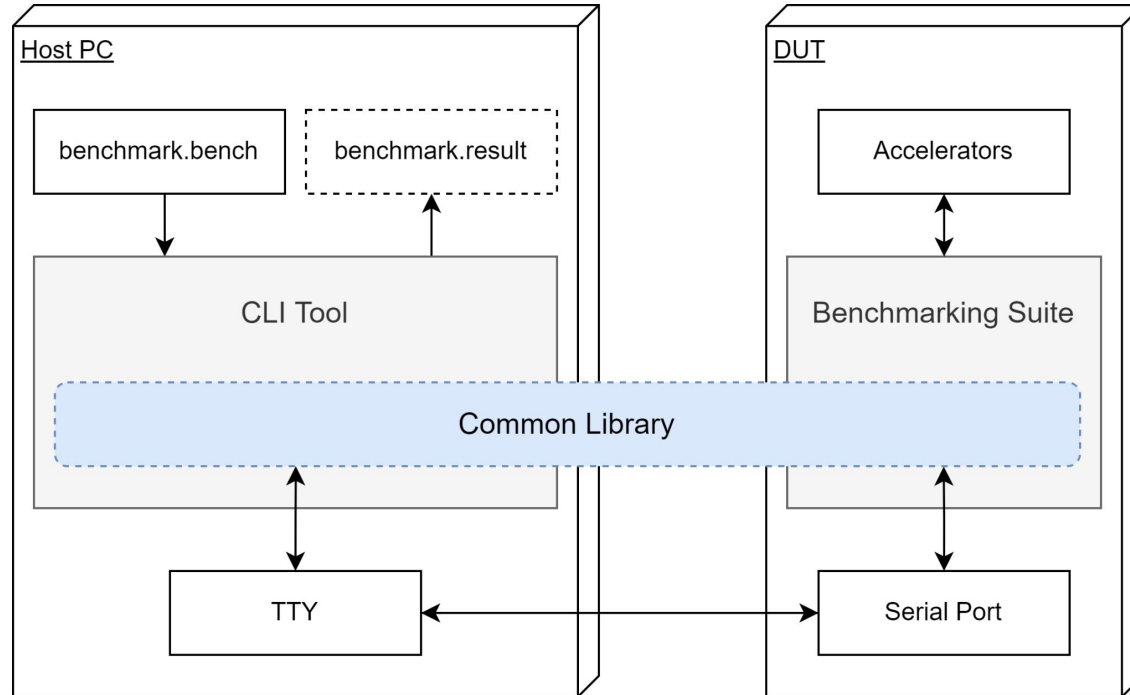 Host PC
DUT
benchmark.bench
benchmark.result
Accelerators
CLI Tool
Benchmarking Suite
Common Library
TTY
Serial Port